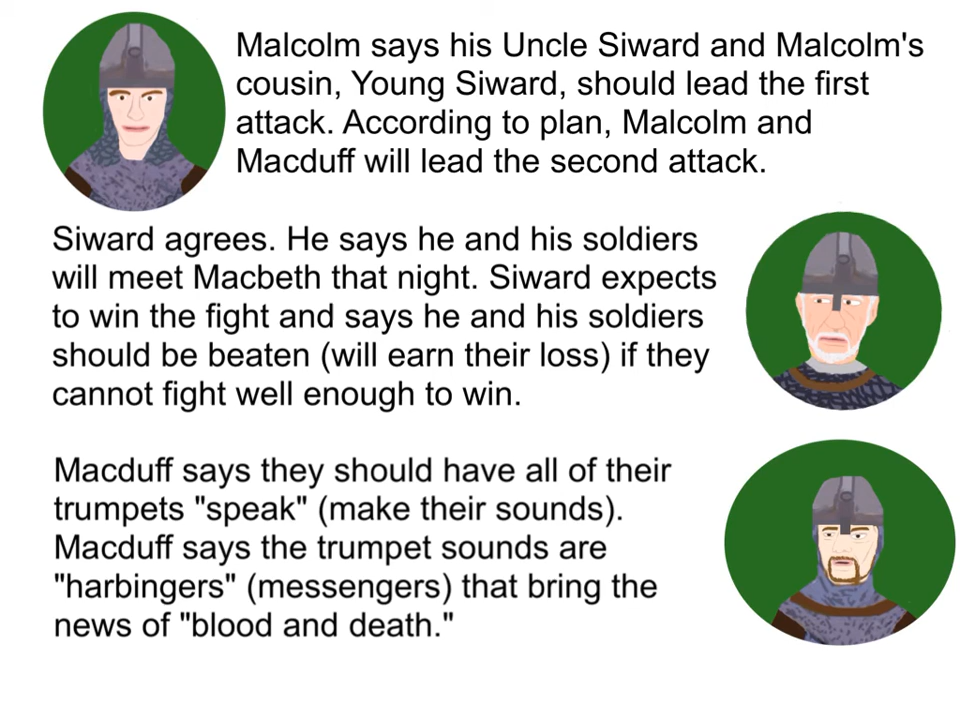 Malcolm says his Uncle Siward and Malcolm's
cousin, Young Siward, should lead the first
attack. According to plan, Malcolm and
Macduff will lead the second attack.
Siward agrees. He says he and his soldiers
will meet Macbeth that night. Siward expects
to win the fight and says he and his soldiers
should be beaten (will earn their loss) if they
cannot fight well enough to win.
Macduff says they should have all of their
trumpets "speak" (make their sounds).
Macduff says the trumpet sounds are
"harbingers" (messengers) that bring the
news of "blood and death."